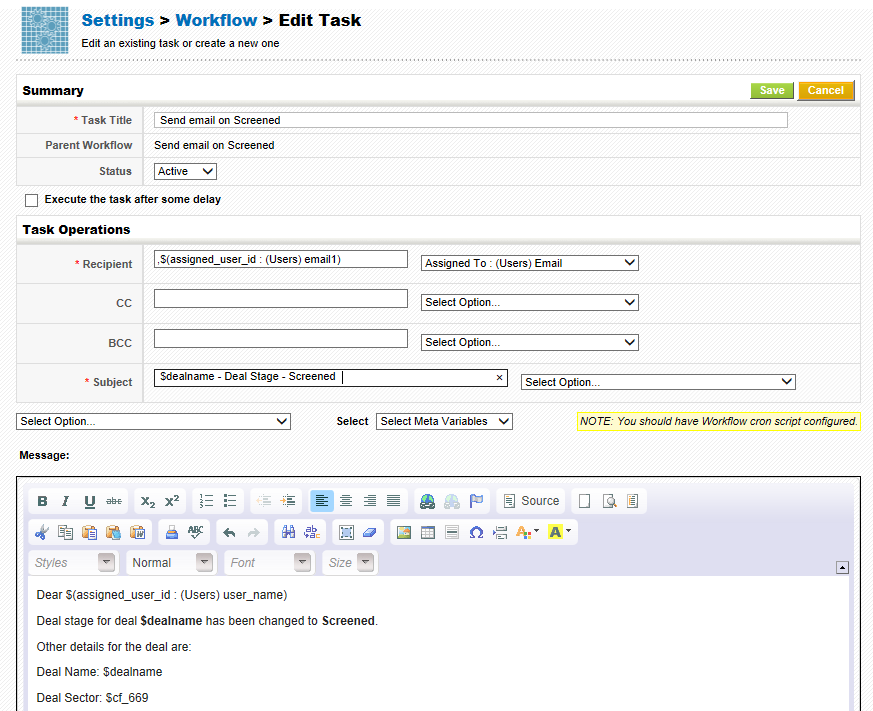 Settings > Workflow > Edit Task
Edit an existing task or create a new one
Summary Save Cancel
* Task Title Send email on Screened
Parent Workflow Send email on Screened
Status Active
Execute the task after some delay
Task Operations
* Recipient ,$(assigned_user_id : (Users) email1) Assigned To : (Users) Email
CC Select Option...
BCC Select Option...
* Subject $dealname - Deal Stage - Screened × Select Option...
Select Option... Select Select Meta Variables NOTE: You should have Workflow cron script configured.
Message:
B I U abc X2 X2 Source
ABC
Styles Normal Font Size
Dear $(assigned_user_id : (Users) user_name)
Deal stage for deal $dealname has been changed to Screened.
Other details for the deal are:
Deal Name: $dealname
Deal Sector: $cf_669